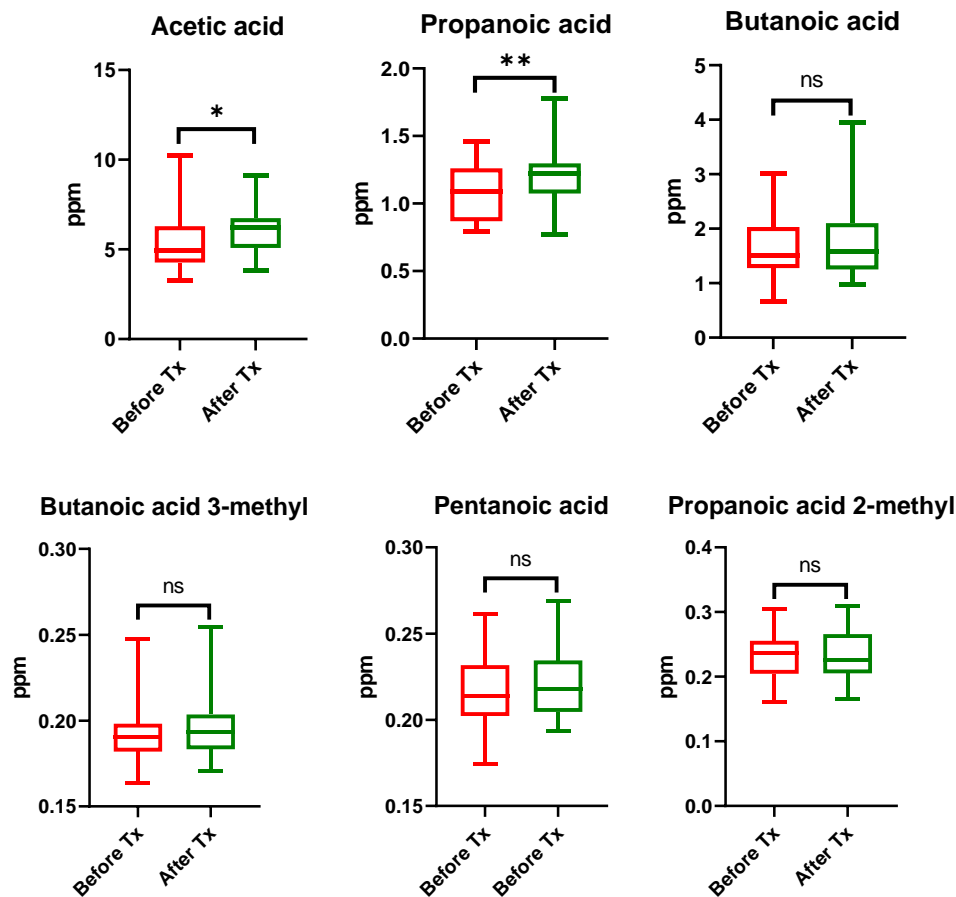 Acetic acid
15
10
5
0
ppm
*
Before Tx
After Tx
Propanoic acid
2.0
1.5
1.0
0.5
0.0
ppm
**
Before Tx
After Tx
Butanoic acid
5
4
3
2
1
0
ppm
ns
Before Tx
After Tx
Butanoic acid 3-methyl
0.30
0.25
0.20
0.15
ppm
ns
Before Tx
After Tx
Pentanoic acid
0.30
0.25
0.20
0.15
ppm
ns
Before Tx
Before Tx
Propanoic acid 2-methyl
0.4
0.3
0.2
0.1
0.0
ppm
ns
Before Tx
After Tx